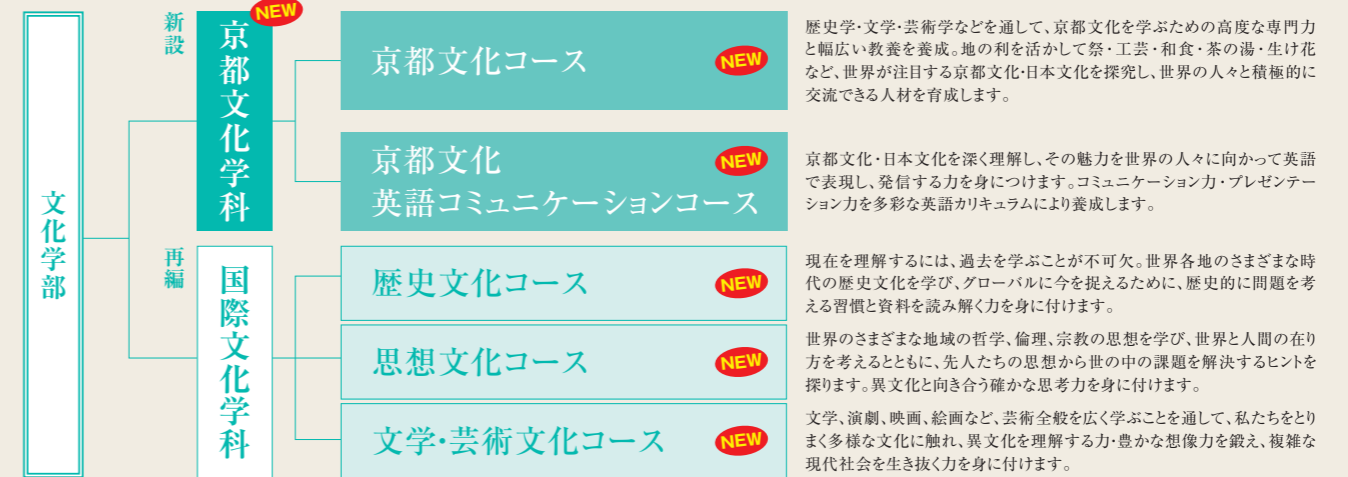 文化学部
新設
京都文化学科
NEW
京都文化コース
NEW
歴史学・文学・芸術学などを通して、京都文化を学ぶための高度な専門力
と幅広い教養を養成。地の利を活かして祭・工芸・和食・茶の湯・生け花
など、世界が注目する京都文化・日本文化を探究し、世界の人々と積極的に
交流できる人材を育成します。
京都文化
英語コミュニケーションコース
NEW
京都文化・日本文化を深く理解し、その魅力を世界の人々に向かって英語
で表現し、発信する力を身につけます。コミュニケーション力・プレゼンテー
ション力を多彩な英語カリキュラムにより養成します。
再編
国際文化学科
歴史文化コース
NEW
現在を理解するには、過去を学ぶことが不可欠。世界各地のさまざまな時
代の歴史文化を学び、グローバルに今を捉えるために、歴史的に問題を考
える習慣と資料を読み解く力を身に付けます。
思想文化コース
NEW
世界のさまざまな地域の哲学、倫理、宗教の思想を学び、世界と人間の在り
方を考えるとともに、先人たちの思想から世の中の課題を解決するヒントを
探ります。異文化と向き合う確かな思考力を身に付けます。
文学・芸術文化コース
NEW
文学、演劇、映画、絵画など、芸術全般を広く学ぶことを通して、私たちをとり
まく多様な文化に触れ、異文化を理解する力・豊かな想像力を鍛え、複雑な
現代社会を生き抜く力を身に付けます。